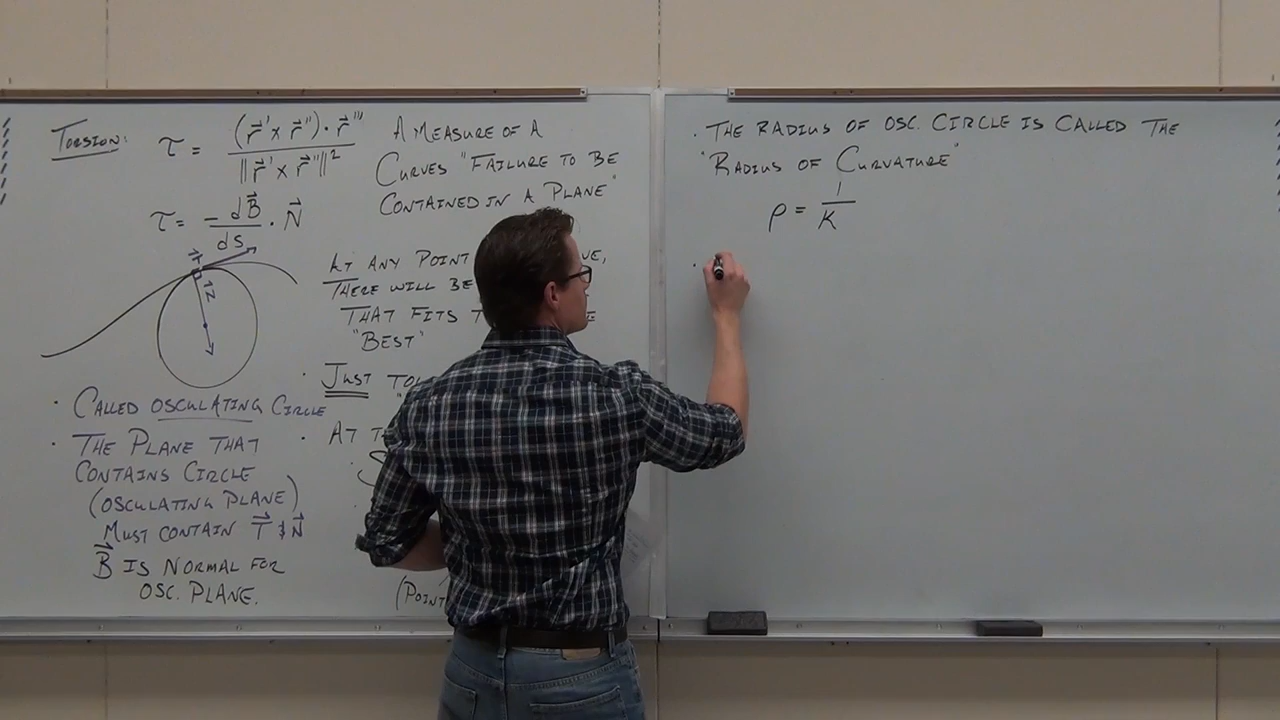 TORSION: τ = (r⃗' × r⃗'') · r⃗''' / ||r⃗' × r⃗''||²
τ = -dB⃗/ds · N⃗
A MEASURE OF A
CURVES "FAILURE TO BE
CONTAINED IN A PLANE"
T⃗
N⃗
AT ANY POINT
THERE WILL BE
THAT FITS
"BEST"
· JUST
· CALLED OSCULATING CIRCLE
· THE PLANE THAT
CONTAINS CIRCLE
(OSCULATING PLANE)
MUST CONTAIN T⃗ & N⃗
B⃗ IS NORMAL FOR
OSC. PLANE.
· AT
(POINT
· THE RADIUS OF OSC. CIRCLE IS CALLED THE
"RADIUS OF CURVATURE"
ρ = 1/K
·